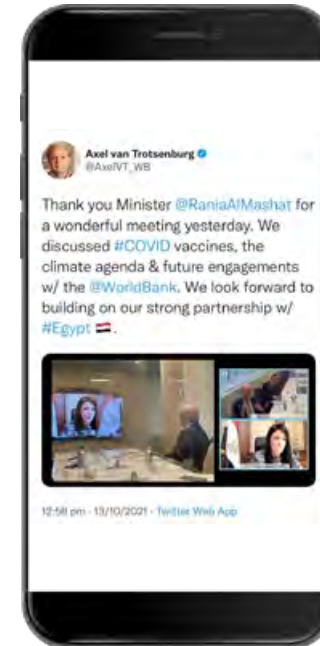 Axel van Trotsenburg
@AxelVT_WB
Thank you Minister @RaniaAlMashat for
a wonderful meeting yesterday. We
discussed #COVID vaccines, the
climate agenda & future engagements
w/ the @WorldBank. We look forward to
building on our strong partnership w/
#Egypt 🇪🇬.
12:58 pm · 13/10/2021 · Twitter Web App